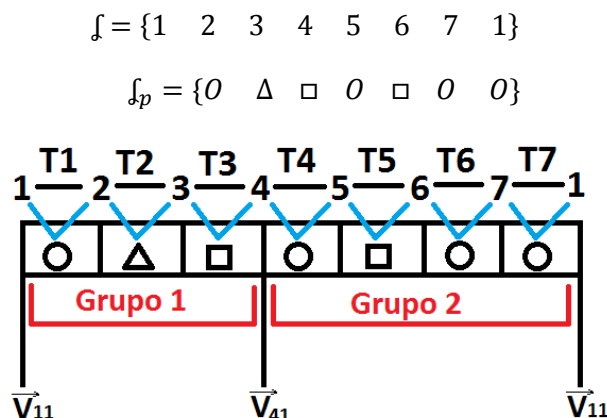 ʆ = {1 2 3 4 5 6 7 1}
ʆₚ = {O Δ □ O □ O O}
T1 T2 T3 T4 T5 T6 T7
1 2 3 4 5 6 7 1
Grupo 1 Grupo 2
V₁₁ V₄₁ V₁₁